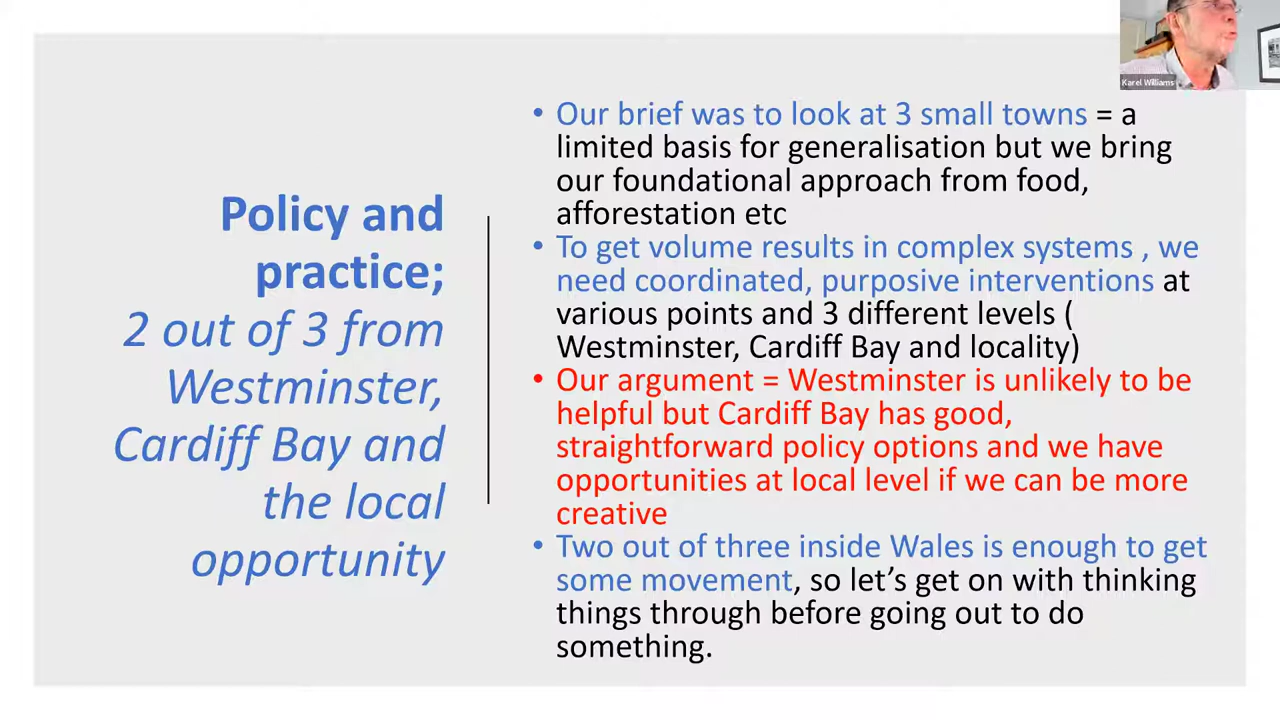 Karel Williams
Policy and
practice;
2 out of 3 from
Westminster,
Cardiff Bay and
the local
opportunity
• Our brief was to look at 3 small towns = a
limited basis for generalisation but we bring
our foundational approach from food,
afforestation etc
• To get volume results in complex systems , we
need coordinated, purposive interventions at
various points and 3 different levels (
Westminster, Cardiff Bay and locality)
• Our argument = Westminster is unlikely to be
helpful but Cardiff Bay has good,
straightforward policy options and we have
opportunities at local level if we can be more
creative
• Two out of three inside Wales is enough to get
some movement, so let’s get on with thinking
things through before going out to do
something.